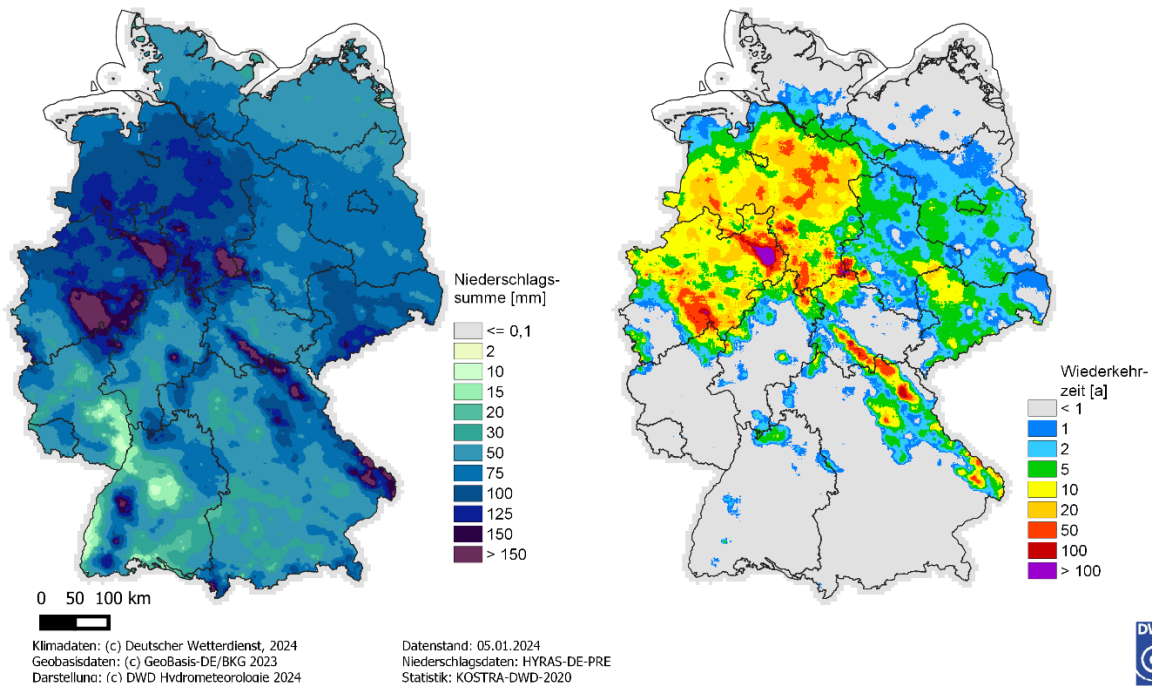 Niederschlags-
summe [mm]
<= 0,1
2
10
15
20
30
50
75
100
125
150
> 150
Wiederkehr-
zeit [a]
< 1
1
2
5
10
20
50
100
> 100
0 50 100 km
Klimadaten: (c) Deutscher Wetterdienst, 2024
Geobasisdaten: (c) GeoBasis-DE/BKG 2023
Darstellung: (c) DWD Hydrometeorologie 2024
Datenstand: 05.01.2024
Niederschlagsdaten: HYRAS-DE-PRE
Statistik: KOSTRA-DWD-2020